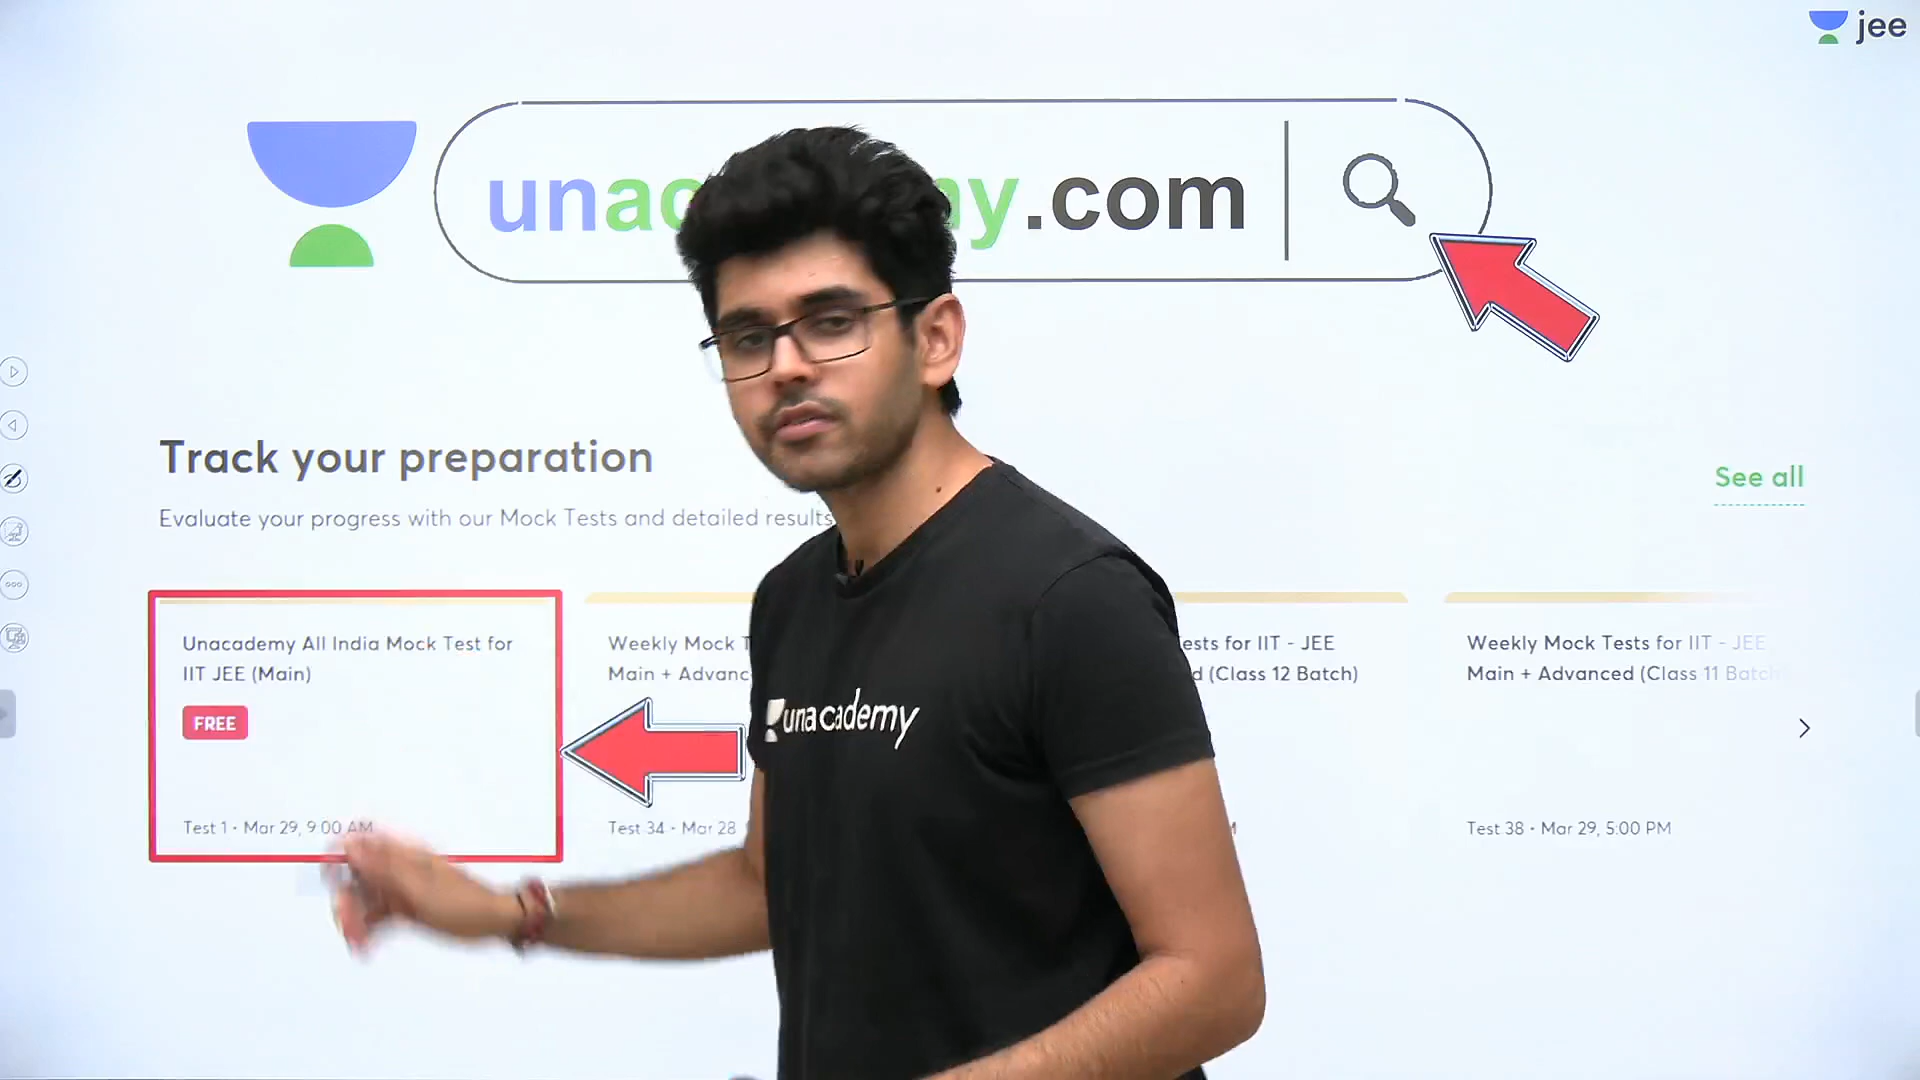 jee
unac my.com
Track your preparation
See all
Evaluate your progress with our Mock Tests and detailed results
Unacademy All India Mock Test for
IIT JEE (Main)
FREE
Test 1 • Mar 29, 9:00 AM
Weekly Mock T
Main + Advanc
Test 34 • Mar 28
ests for IIT - JEE
d (Class 12 Batch)
Weekly Mock Tests for IIT - JEE
Main + Advanced (Class 11 Batch
Test 38 • Mar 29, 5:00 PM
unacademy